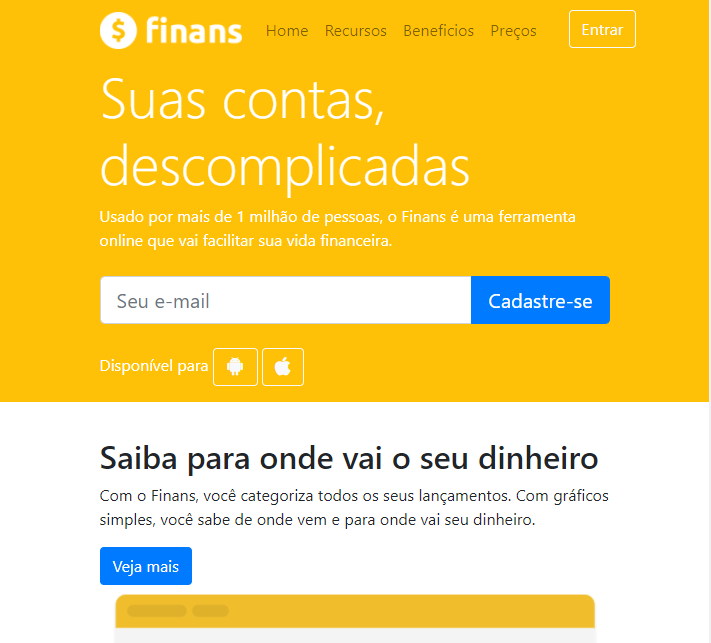 $ finans Home Recursos Beneficios Preços Entrar
Suas contas,
descomplicadas
Usado por mais de 1 milhão de pessoas, o Finans é uma ferramenta
online que vai facilitar sua vida financeira.
Seu e-mail Cadastre-se
Disponível para
Saiba para onde vai o seu dinheiro
Com o Finans, você categoriza todos os seus lançamentos. Com gráficos
simples, você sabe de onde vem e para onde vai seu dinheiro.
Veja mais